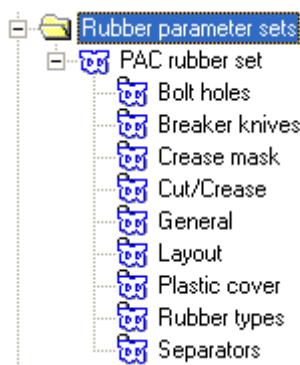 Rubber parameter sets
PAC rubber set
Bolt holes
Breaker knives
Crease mask
Cut/Crease
General
Layout
Plastic cover
Rubber types
Separators